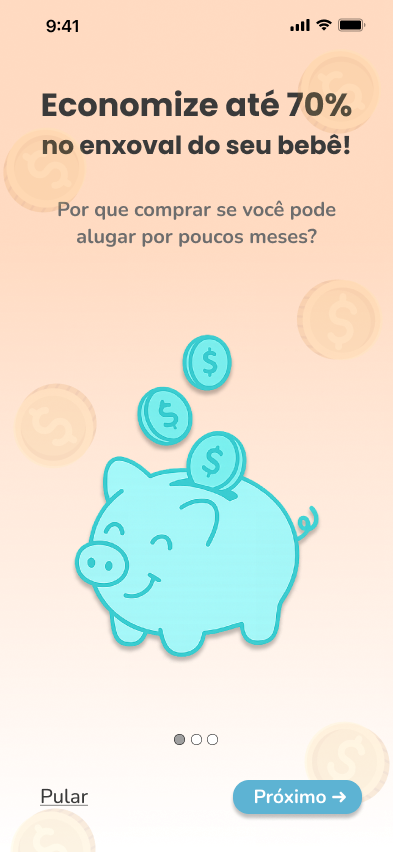 9:41
Economize até 70%
no enxoval do seu bebê!
Por que comprar se você pode
alugar por poucos meses?
$
$
$
Pular
Próximo →